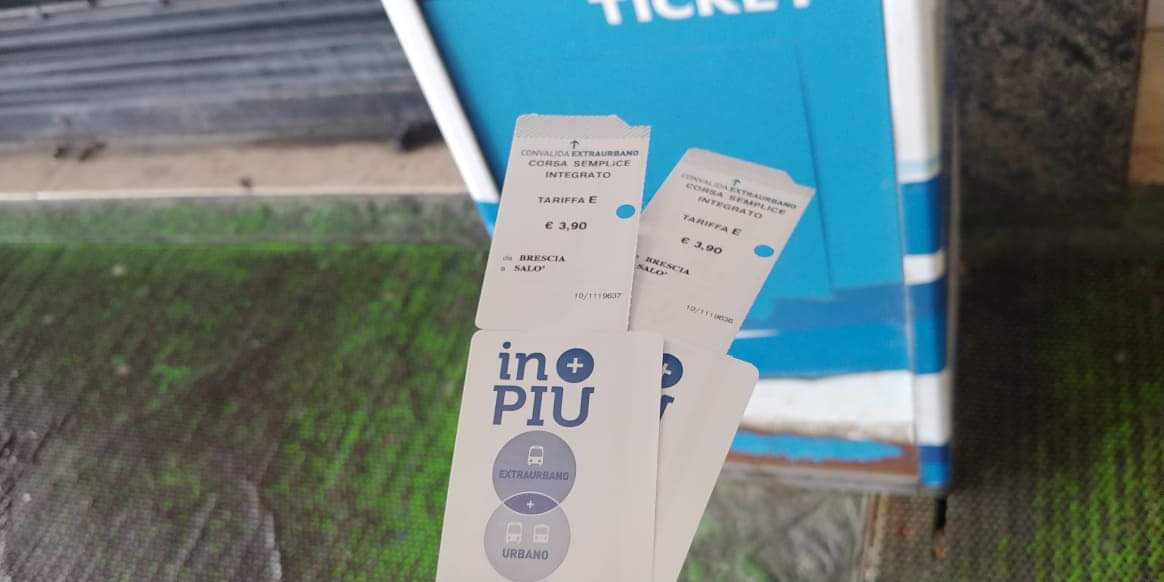 TICKET
CONVALIDA EXTRAURBANO
CORSA SEMPLICE
INTEGRATO
TARIFFA E
€ 3,90
da BRESCIA
a SALO'
10/1119637
in+
PIU
EXTRAURBANO
+
URBANO
CONVALIDA EXTRAURBANO
CORSA SEMPLICE
INTEGRATO
TARIFFA E
€ 3,90
BRESCIA
SALO'
10/1119636
+